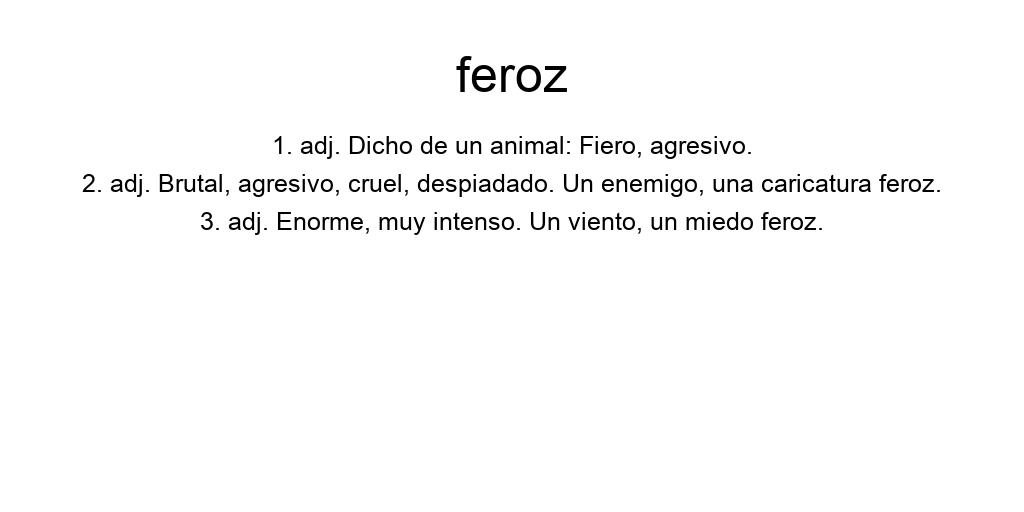 feroz
1. adj. Dicho de un animal: Fiero, agresivo.
2. adj. Brutal, agresivo, cruel, despiadado. Un enemigo, una caricatura feroz.
3. adj. Enorme, muy intenso. Un viento, un miedo feroz.